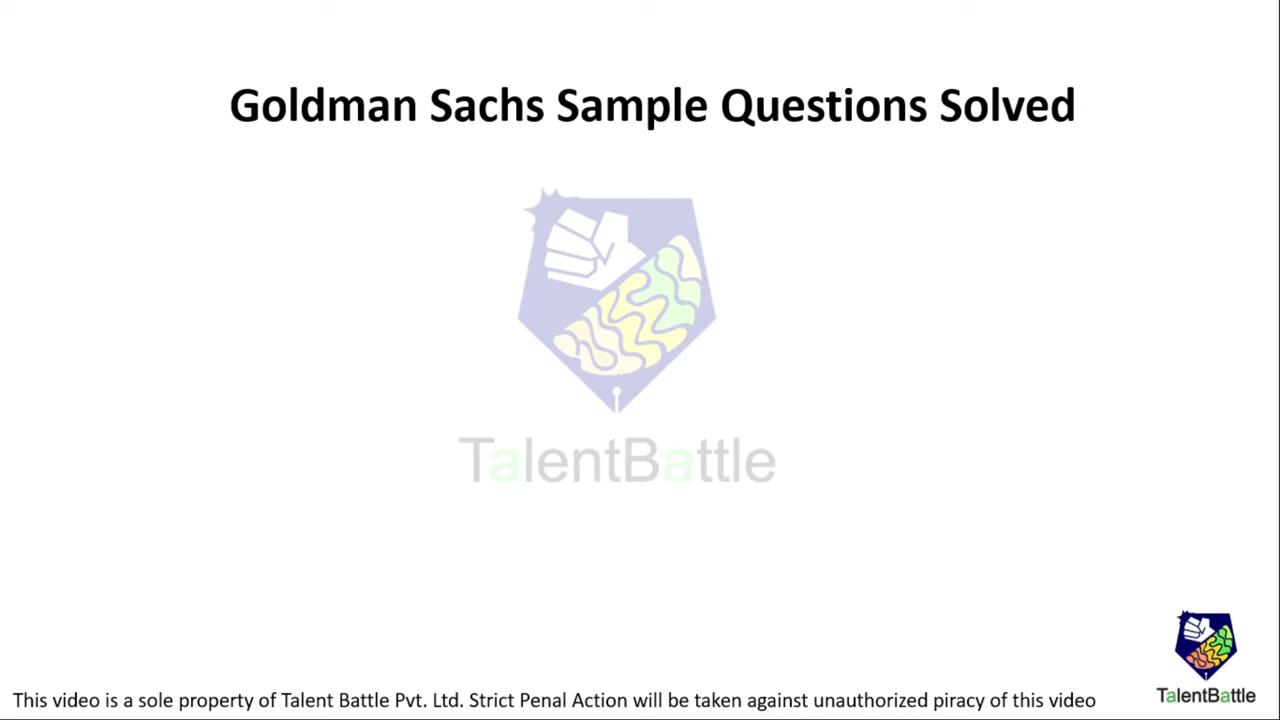 Goldman Sachs Sample Questions Solved
TalentBattle
TalentBattle
This video is a sole property of Talent Battle Pvt. Ltd. Strict Penal Action will be taken against unauthorized piracy of this video